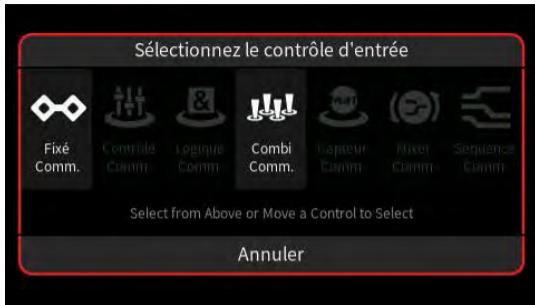 Sélectionnez le contrôle d'entrée
&
Fixé Contrôle Logique Combi Capteur Mixer Séquence
Comm. Comm. Comm. Comm. Comm. Comm. Comm.
Select from Above or Move a Control to Select
Annuler